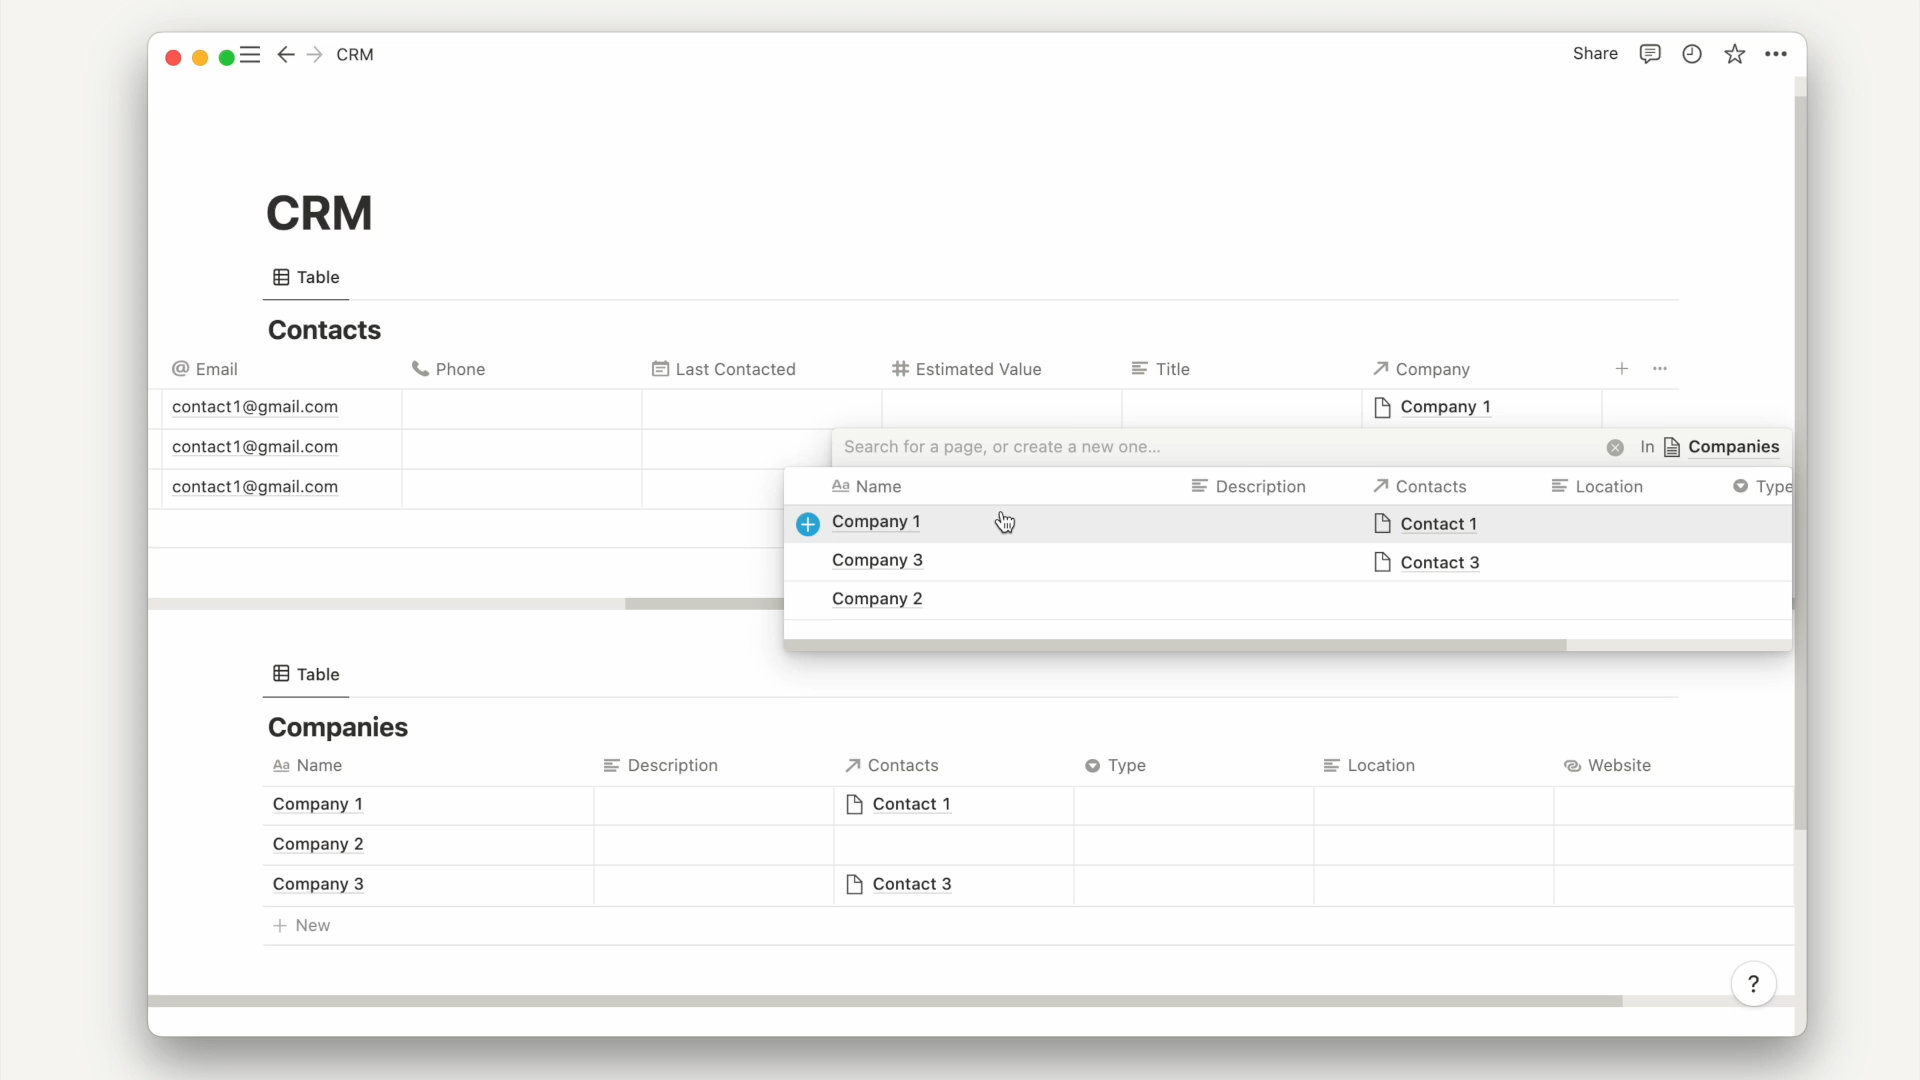 CRM
Share
CRM
Table
Contacts
@ Email Phone Last Contacted # Estimated Value Title Company
contact1@gmail.com Company 1
contact1@gmail.com Search for a page, or create a new one... In Companies
contact1@gmail.com Aa Name Description Contacts Location Type
Company 1 Contact 1
Company 3 Contact 3
Company 2
Table
Companies
Aa Name Description Contacts Type Location Website
Company 1 Contact 1
Company 2
Company 3 Contact 3
+ New
?